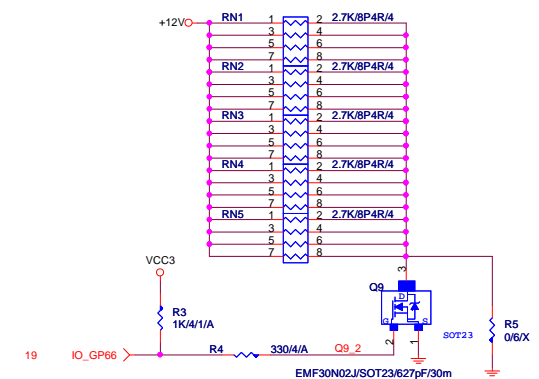 +12V RN1 1 2 2.7K/8P4R/4
3 4
5 6
7 8
RN2 1 2 2.7K/8P4R/4
3 4
5 6
7 8
RN3 1 2 2.7K/8P4R/4
3 4
5 6
7 8
RN4 1 2 2.7K/8P4R/4
3 4
5 6
7 8
RN5 1 2 2.7K/8P4R/4
3 4
5 6
7 8
VCC3
3
Q9
D
R3
1K/4/1/A
G S
R5
0/6/X
SOT23
2 1
19 IO_GP66 R4 330/4/A Q9_2
EMF30N02J/SOT23/627pF/30m